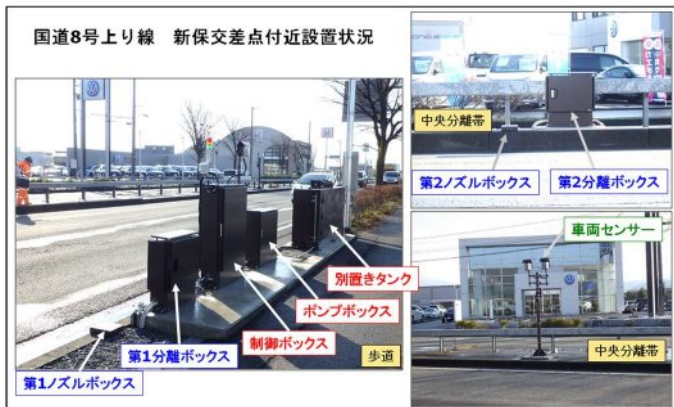 国道8号上り線　新保交差点付近設置状況
中央分離帯
第2ノズルボックス
第2分離ボックス
車両センサー
別置きタンク
ポンプボックス
制御ボックス
第1分離ボックス
歩道
第1ノズルボックス
中央分離帯